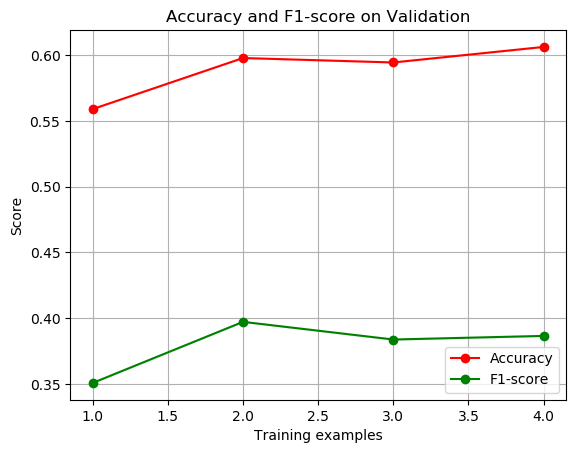 Accuracy and F1-score on Validation
0.60
0.55
0.50
0.45
0.40
0.35
Score
1.0 1.5 2.0 2.5 3.0 3.5 4.0
Training examples
Accuracy
F1-score